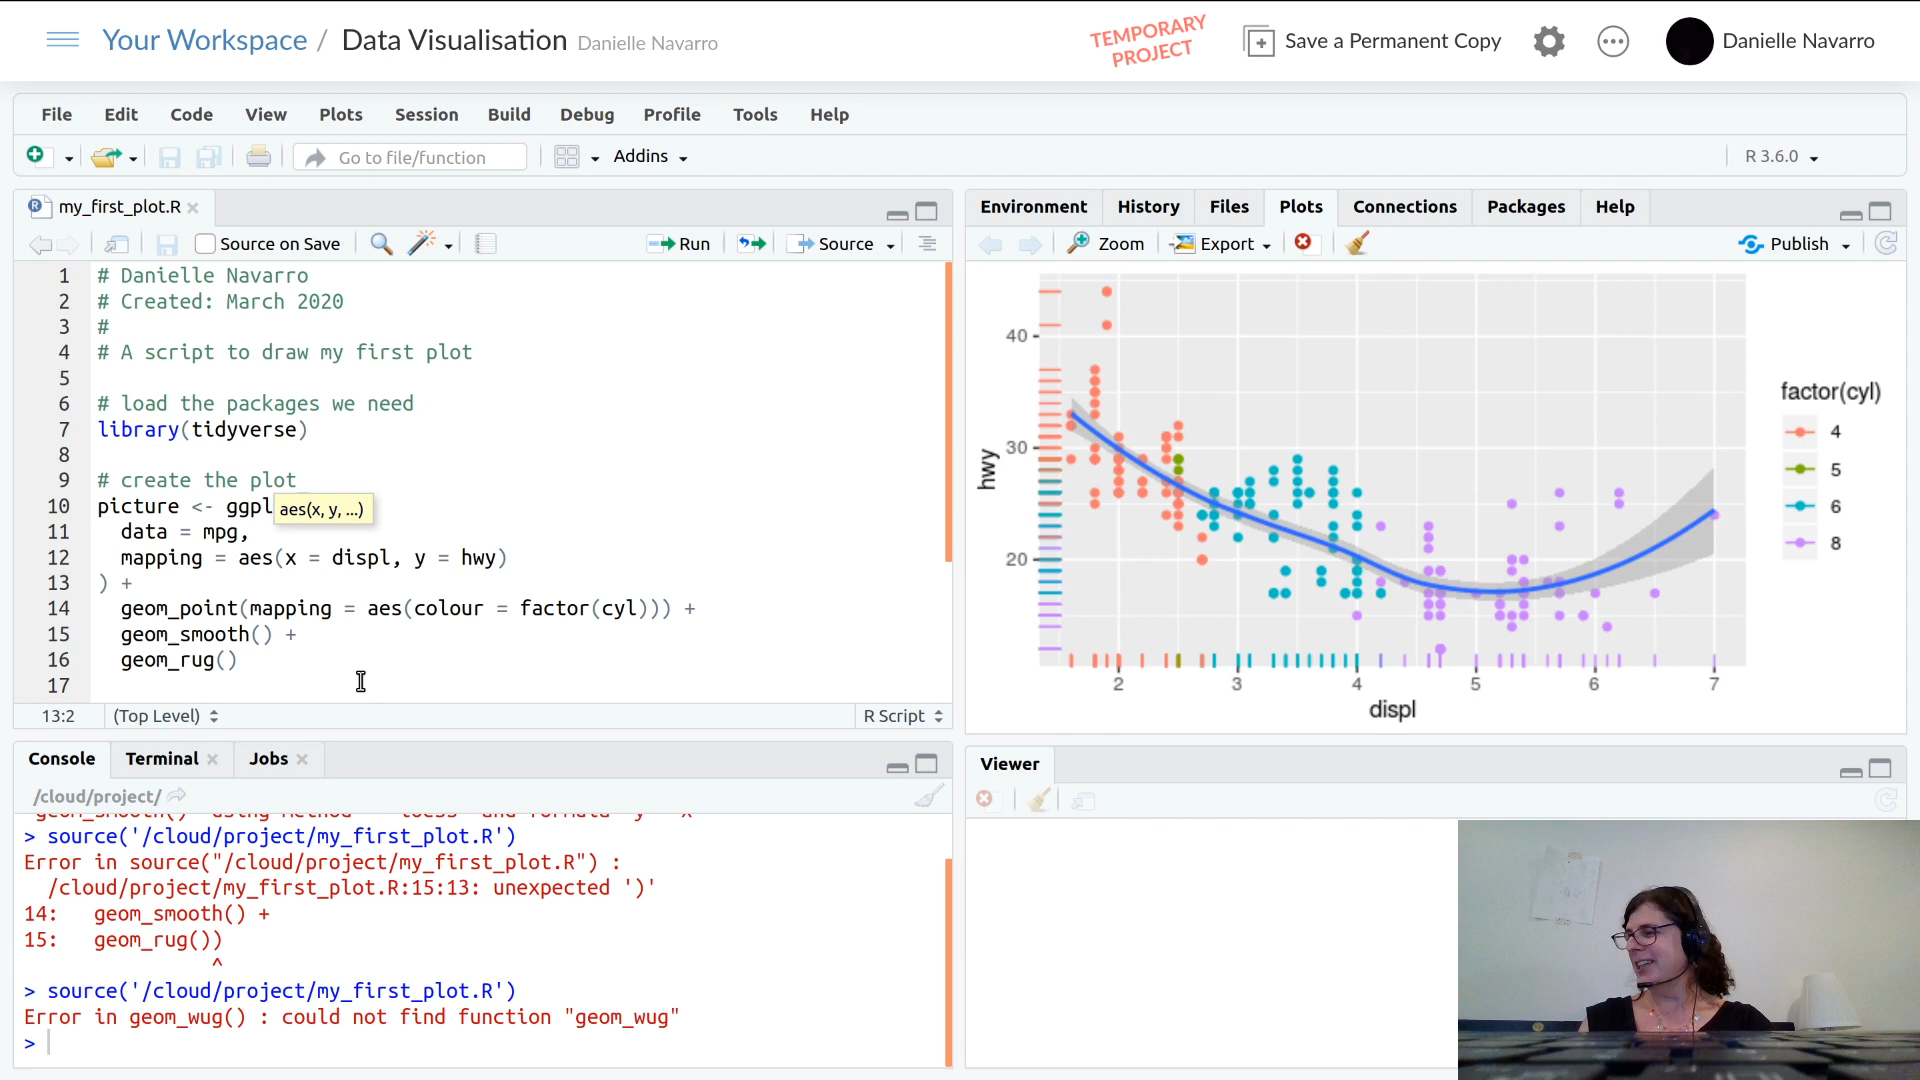 Your Workspace / Data Visualisation Danielle Navarro
TEMPORARY
PROJECT
Save a Permanent Copy
Danielle Navarro
File Edit Code View Plots Session Build Debug Profile Tools Help
Go to file/function
Addins
R 3.6.0
my_first_plot.R
Source on Save
Run
Source
1 # Danielle Navarro
2 # Created: March 2020
3 #
4 # A script to draw my first plot
5
6 # load the packages we need
7 library(tidyverse)
8
9 # create the plot
10 picture <- ggpl
aes(x, y, ...)
11 data = mpg,
12 mapping = aes(x = displ, y = hwy)
13 ) +
14 geom_point(mapping = aes(colour = factor(cyl))) +
15 geom_smooth() +
16 geom_rug()
17
13:2 (Top Level) R Script
Console Terminal Jobs
/cloud/project/
> source('/cloud/project/my_first_plot.R')
Error in source("/cloud/project/my_first_plot.R") :
/cloud/project/my_first_plot.R:15:13: unexpected ')'
14: geom_smooth() +
15: geom_rug())
^
> source('/cloud/project/my_first_plot.R')
Error in geom_wug() : could not find function "geom_wug"
>
Environment History Files Plots Connections Packages Help
Zoom Export Publish
40
30
20
hwy
2 3 4 5 6 7
displ
factor(cyl)
4
5
6
8
Viewer